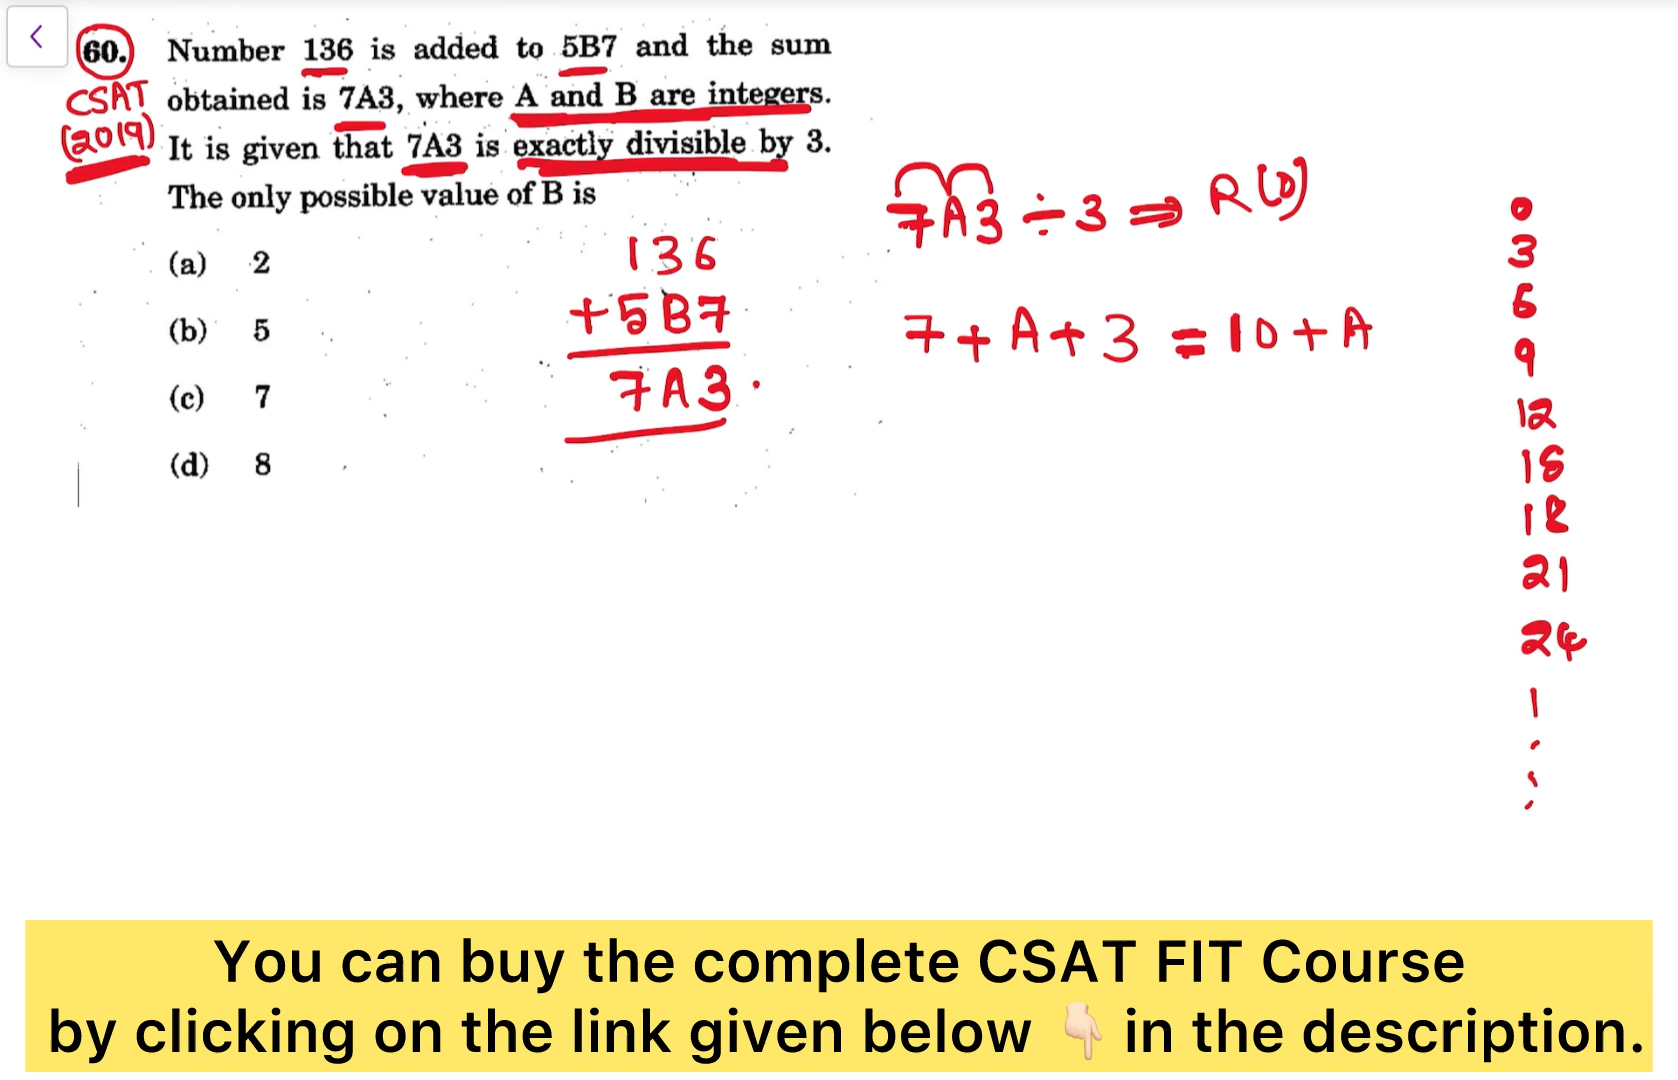 60. Number 136 is added to 5B7 and the sum
CSAT obtained is 7A3, where A and B are integers.
(2019) It is given that 7A3 is exactly divisible by 3.
The only possible value of B is
(a) 2
(b) 5
(c) 7
(d) 8
136
+5B7
7A3
7A3 ÷ 3 ⇒ R(0)
7 + A + 3 = 10 + A
0
3
6
9
12
15
18
21
24
You can buy the complete CSAT FIT Course
by clicking on the link given below 👇🏻 in the description.